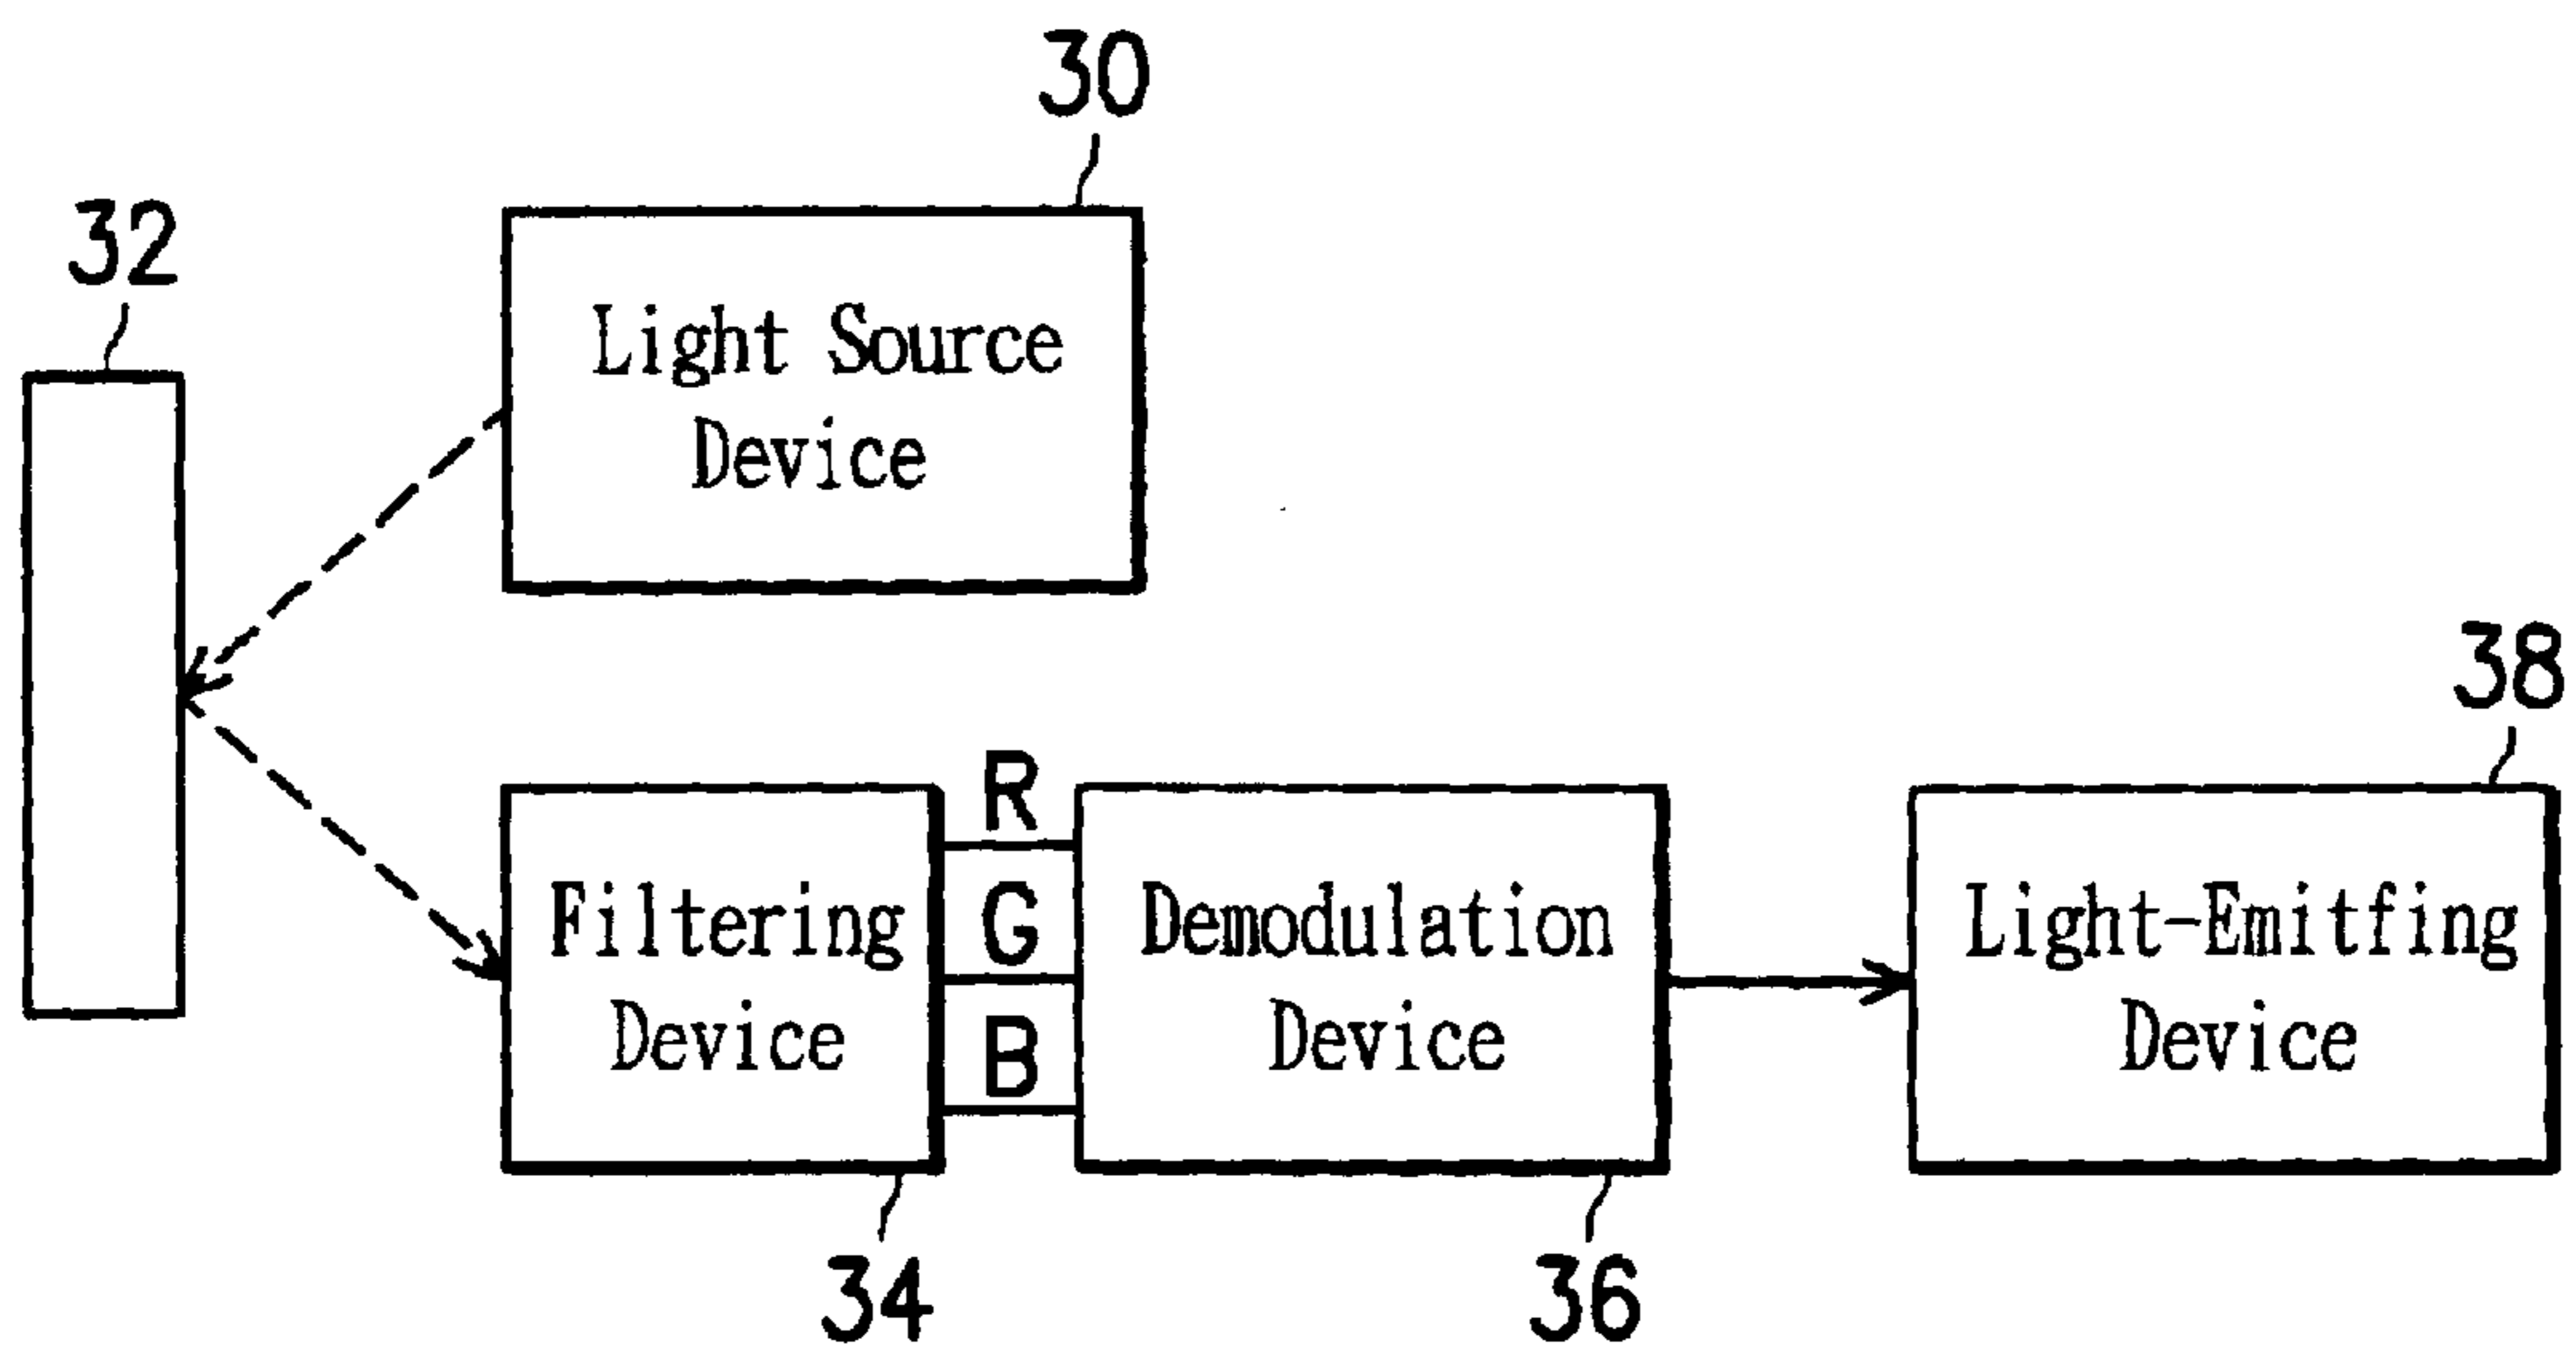 30
32
Light Source
Device
38
R
G
B
Filtering
Device
Demodulation
Device
Light-Emitfing
Device
34
36